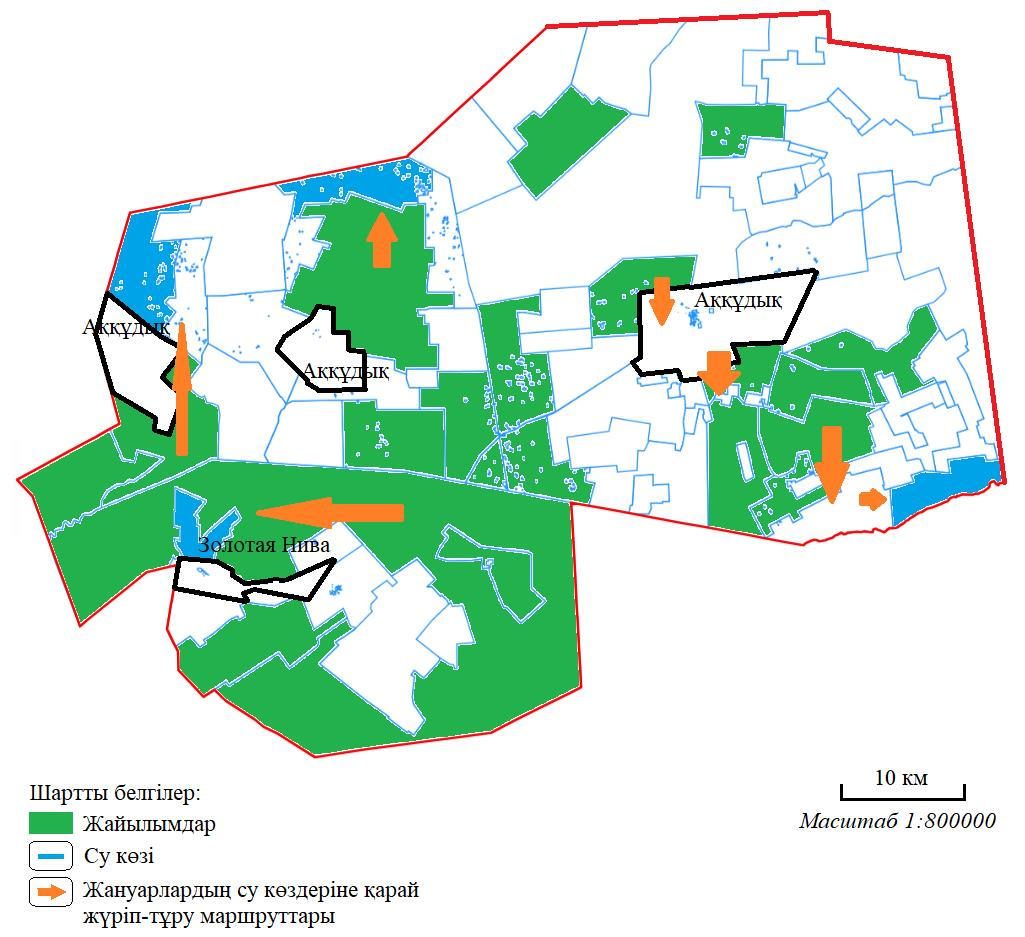 Аққұдық
Аққұдық
Аққұдық
Золотая Нива
10 км
Масштаб 1:800000
Шартты белгілер:
Жайылымдар
Су көзі
Жануарлардың су көздеріне қарай
жүріп-тұру маршруттары